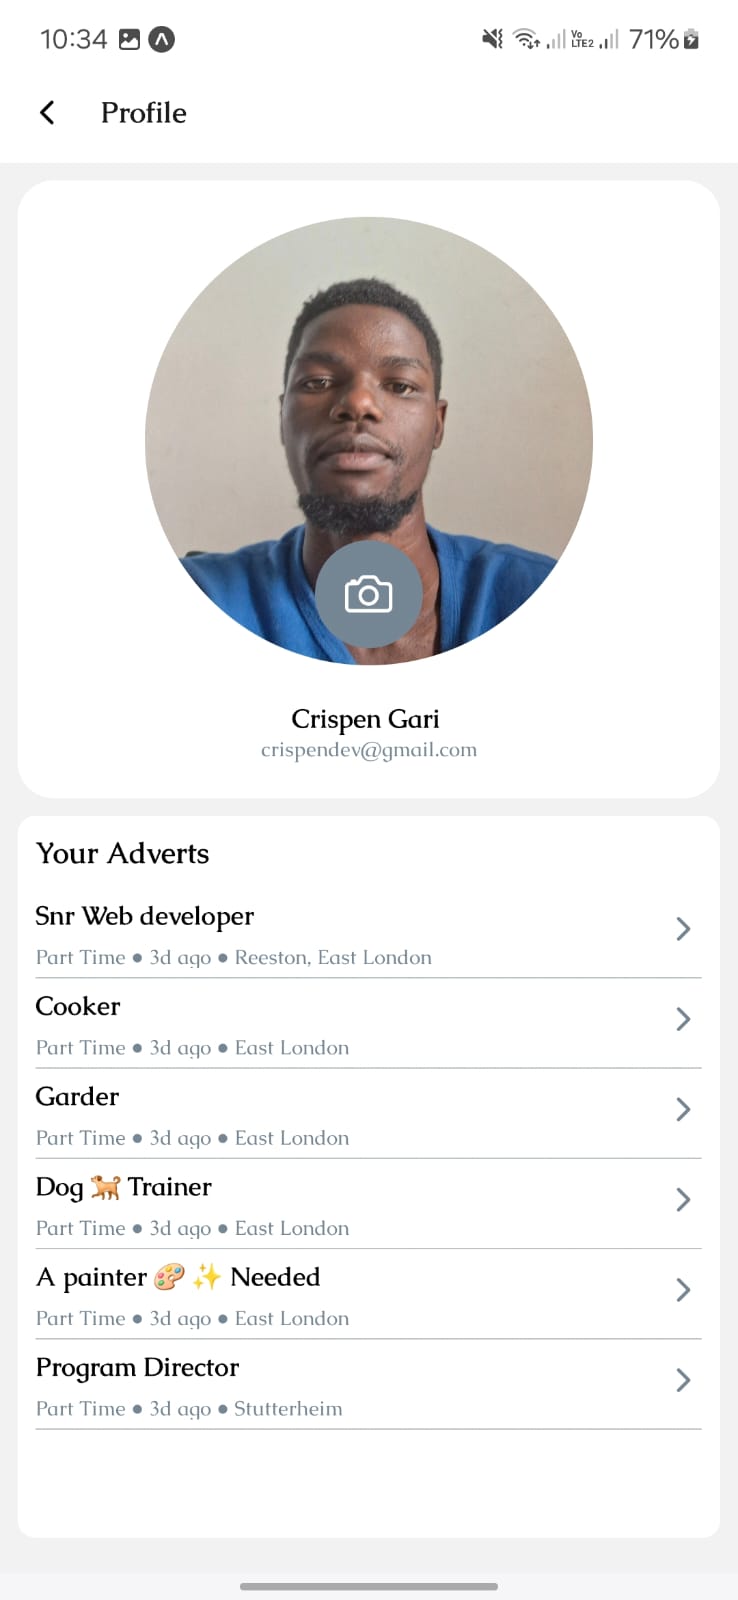 10:34 Vo LTE2 71%
Profile
Crispen Gari
crispendev@gmail.com
Your Adverts
Snr Web developer
Part Time ● 3d ago ● Reeston, East London
Cooker
Part Time ● 3d ago ● East London
Garder
Part Time ● 3d ago ● East London
Dog 🐕 Trainer
Part Time ● 3d ago ● East London
A painter 🎨 ✨ Needed
Part Time ● 3d ago ● East London
Program Director
Part Time ● 3d ago ● Stutterheim